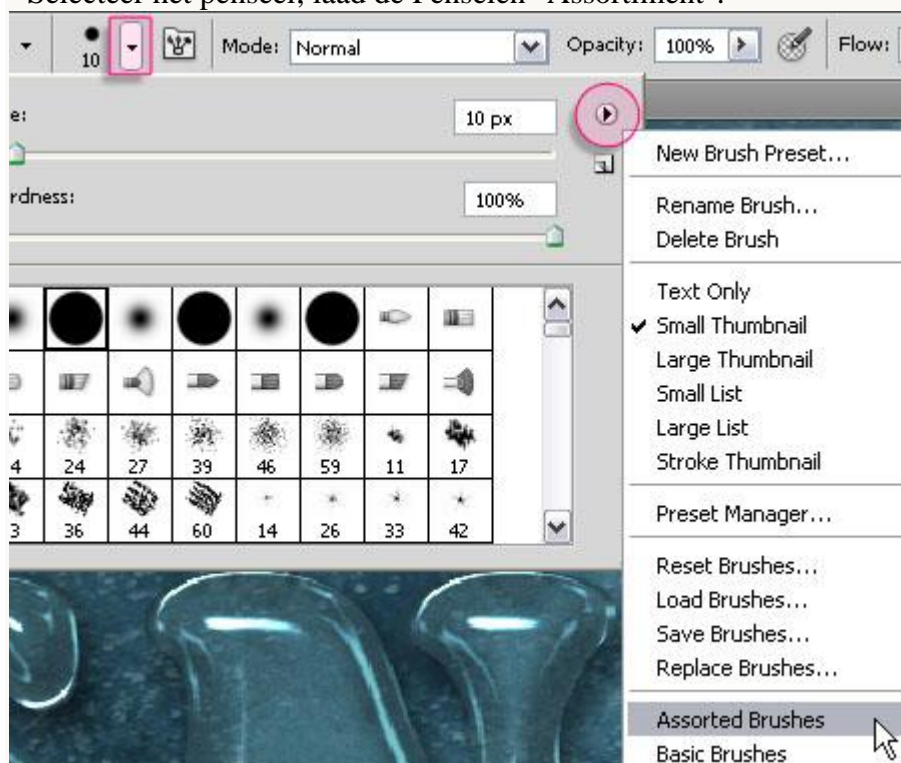 Selecteer het penseel, laad de Penselen "Assortiment".
10 Mode: Normal Opacity: 100% Flow:
e: 10 px
rdness: 100%
4 24 27 39 46 59 11 17
3 36 44 60 14 26 33 42
New Brush Preset...
Rename Brush...
Delete Brush
Text Only
Small Thumbnail
Large Thumbnail
Small List
Large List
Stroke Thumbnail
Preset Manager...
Reset Brushes...
Load Brushes...
Save Brushes...
Replace Brushes...
Assorted Brushes
Basic Brushes